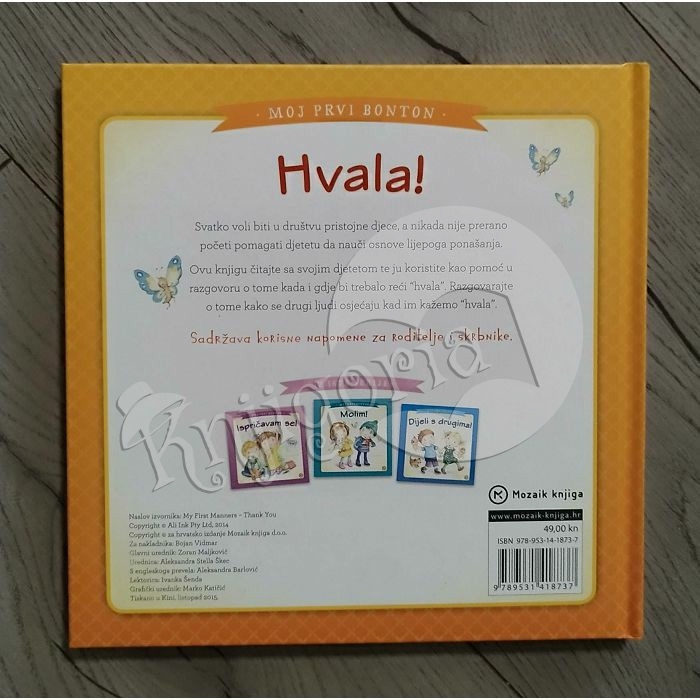 · MOJ PRVI BONTON ·
Hvala!
Svatko voli biti u društvu pristojne djece, a nikada nije prerano
početi pomagati djetetu da nauči osnove lijepoga ponašanja.
Ovu knjigu čitajte sa svojim djetetom te ju koristite kao pomoć u
razgovoru o tome kada i gdje bi trebalo reći "hvala". Razgovarajte
o tome kako se drugi ljudi osjećaju kad im kažemo "hvala".
Sadržava korisne napomene za roditelje i skrbnike.
Knjigoria
Ispričavam se!
Molim!
Dijeli s drugima!
Naslov izvornika: My First Manners – Thank You
Copyright © Ali Ink Pty Ltd, 2014
Copyright © za hrvatsko izdanje Mozaik knjiga d.o.o.
Za nakladnika: Bojan Vidmar
Glavni urednik: Zoran Maljković
Urednica: Aleksandra Stella Škec
S engleskoga prevela: Aleksandra Barlović
Lektorica: Ivanka Šenda
Grafički urednik: Marko Katičić
Tiskano u Kini, listopad 2015.
Mozaik knjiga
www.mozaik-knjiga.hr
49,00 kn
ISBN 978-953-14-1873-7
9 789531 418737